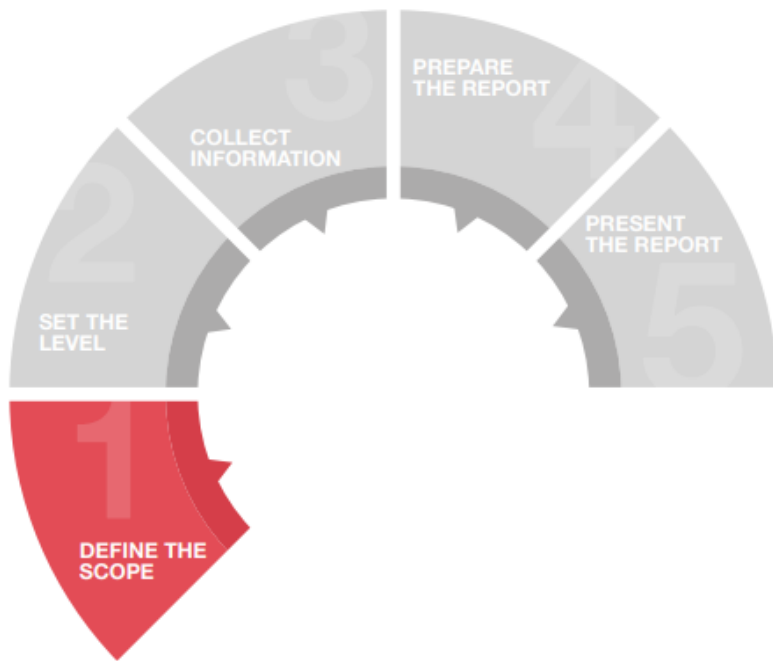 1
DEFINE THE
SCOPE
2
SET THE
LEVEL
3
COLLECT
INFORMATION
4
PREPARE
THE REPORT
5
PRESENT
THE REPORT